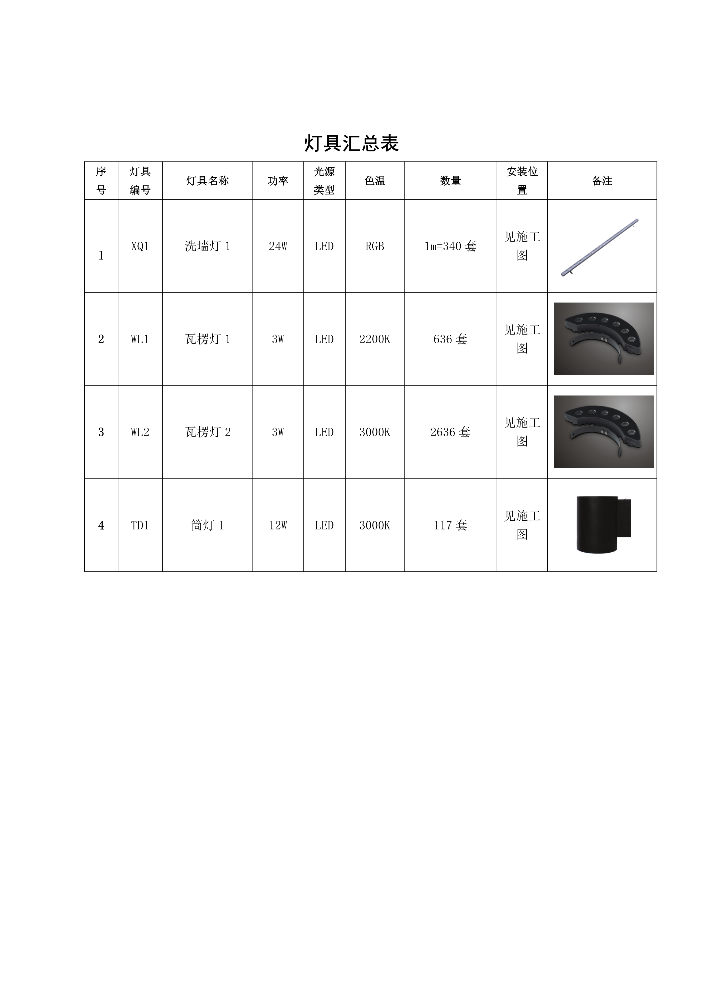 灯具汇总表
序号 灯具编号 灯具名称 功率 光源类型 色温 数量 安装位置 备注
1 XQ1 洗墙灯 1 24W LED RGB 1m=340 套 见施工图
2 WL1 瓦楞灯 1 3W LED 2200K 636 套 见施工图
3 WL2 瓦楞灯 2 3W LED 3000K 2636 套 见施工图
4 TD1 筒灯 1 12W LED 3000K 117 套 见施工图